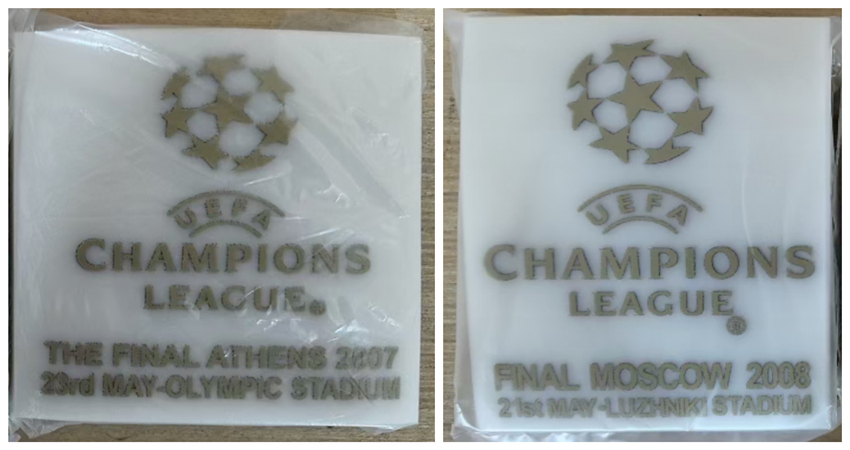 UEFA
CHAMPIONS
LEAGUE®
THE FINAL ATHENS 2007
23rd MAY-OLYMPIC STADIUM
UEFA
CHAMPIONS
LEAGUE®
FINAL MOSCOW 2008
21st MAY-LUZHNIKI STADIUM